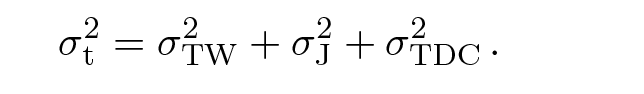 σ_t^2 = σ_TW^2 + σ_J^2 + σ_TDC^2 .